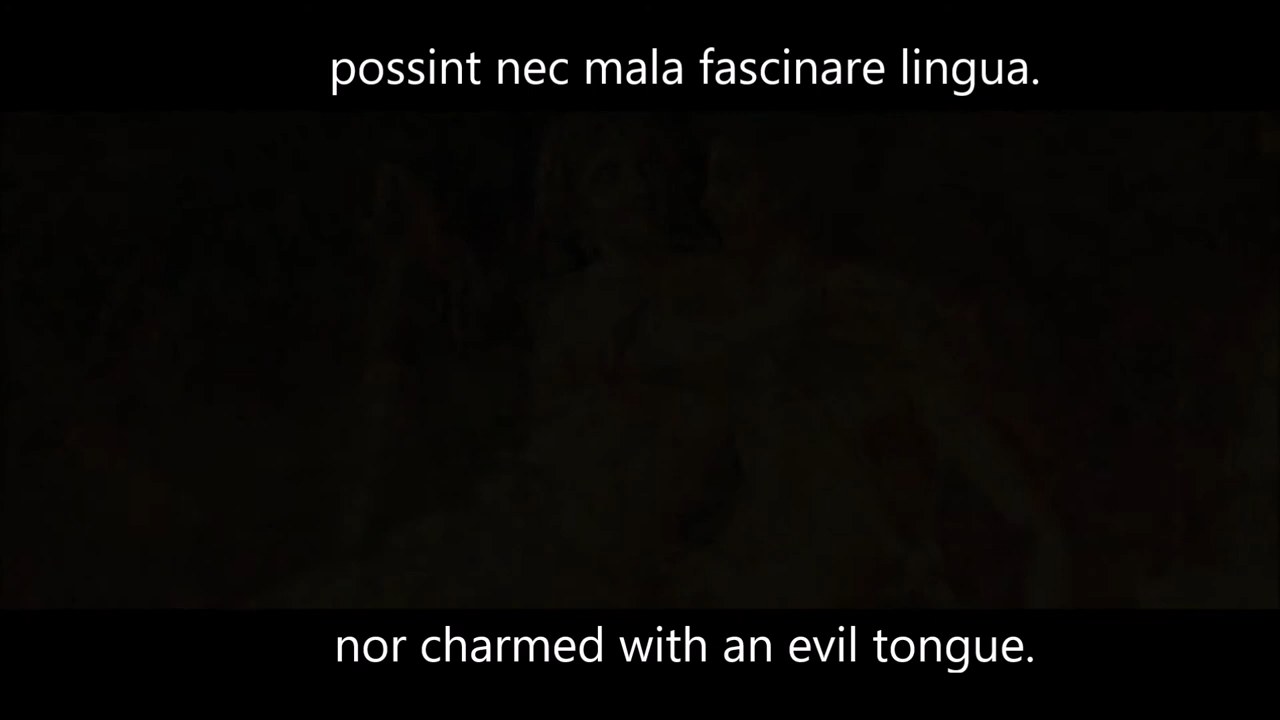 possint nec mala fascinare lingua.
nor charmed with an evil tongue.